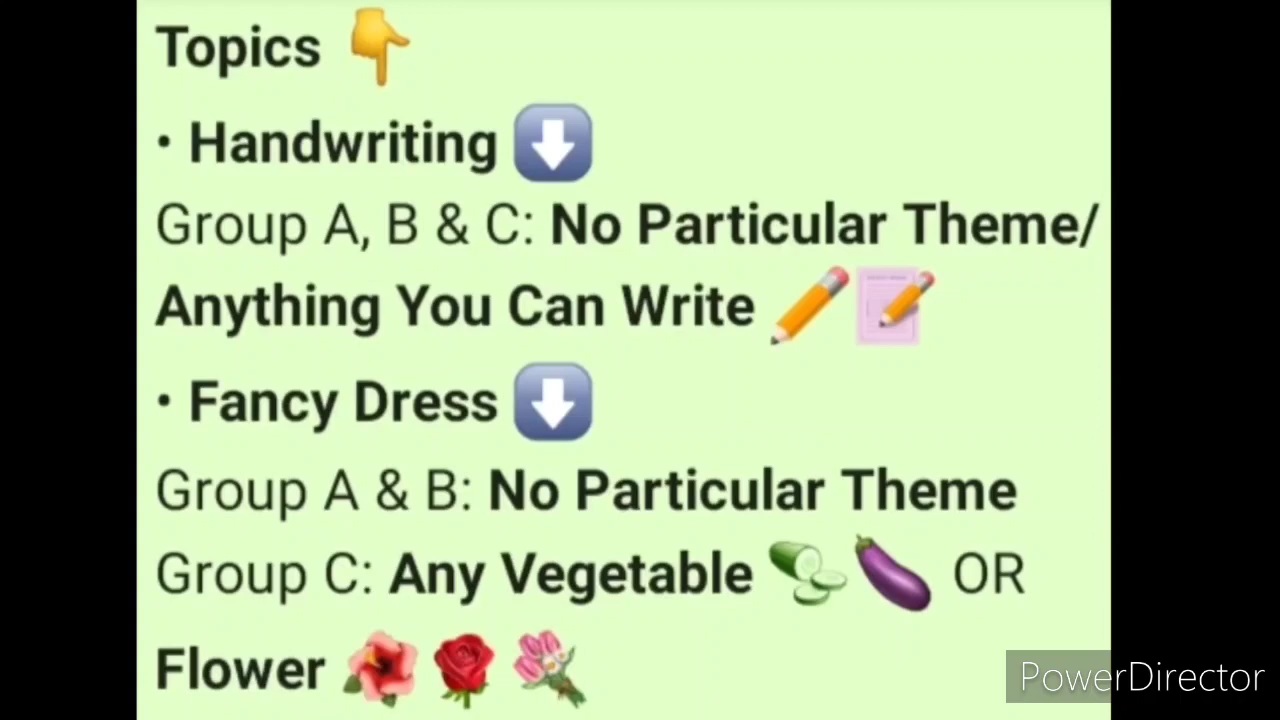 Topics 👇
• Handwriting ⬇️
Group A, B & C: No Particular Theme/
Anything You Can Write ✏️📝
• Fancy Dress ⬇️
Group A & B: No Particular Theme
Group C: Any Vegetable 🥒🍆 OR
Flower 🌺🌹💐
PowerDirector